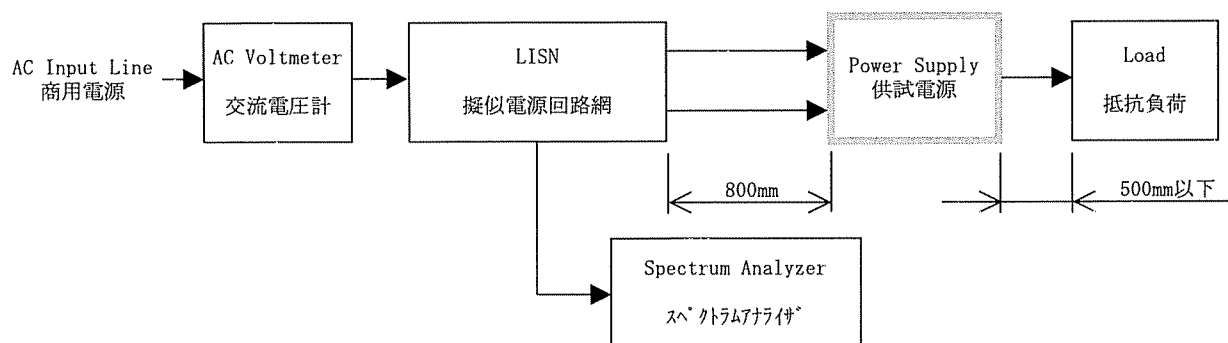 AC Input Line
商用電源
AC Voltmeter
交流電圧計
LISN
擬似電源回路網
Power Supply
供試電源
Load
抵抗負荷
800mm
500mm以下
Spectrum Analyzer
ｽﾍﾟｸﾄﾗﾑｱﾅﾗｲｻﾞ